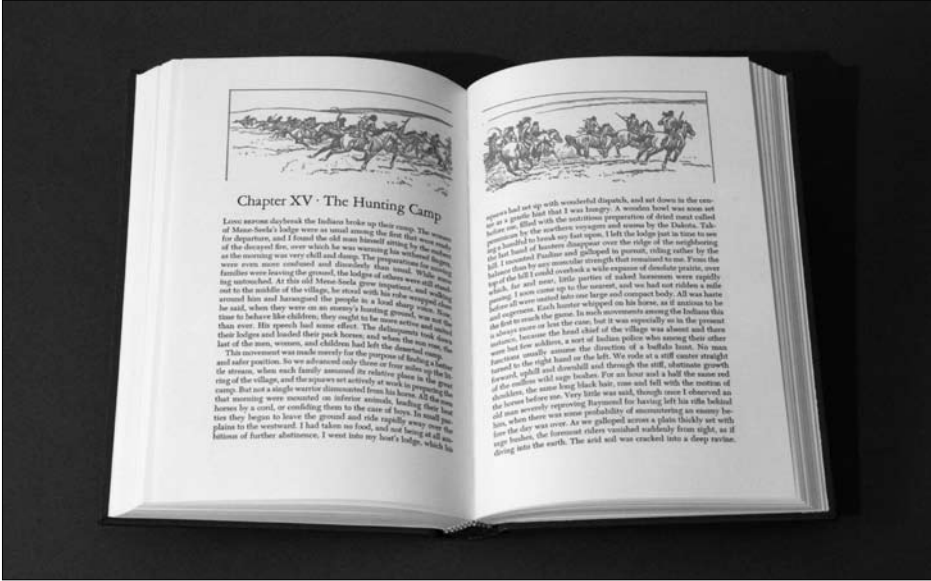 Chapter XV · The Hunting Camp
LONG BEFORE daybreak the Indians broke up their camp. The women
of Mene-Seela's lodge were as usual among the first that were ready
for departure, and I found the old man himself sitting by the embers
of the decayed fire, over which he was warming his withered fingers,
as the morning was very chill and damp. The preparations for moving
were even more confused and disorderly than usual. While some
families were leaving the ground, the lodges of others were still stand-
ing untouched. At this old Mene-Seela grew impatient, and walking
out to the middle of the village, he stood with his robe wrapped close
around him and harangued the people in a loud sharp voice. Now,
he said, when they were on an enemy's hunting ground, was not the
time to behave like children; they ought to be more active and united
than ever. His speech had some effect. The delinquents took down
their lodges and loaded their pack horses; and when the sun rose, the
last of the men, women, and children had left the deserted camp.
This movement was made merely for the purpose of finding a better
and safer position. So we advanced only three or four miles up the lit-
tle stream, when each family assumed its relative place in the great
ring of the village, and the squaws set actively at work in preparing the
camp. But not a single warrior dismounted from his horse. All the men
that morning were mounted on inferior animals, leading their best
horses by a cord, or confiding them to the care of boys. In small par-
ties they began to leave the ground and ride rapidly away over the
plains to the westward. I had taken no food, and not being at all am-
bitious of further abstinence, I went into my host's lodge, which his
squaws had set up with wonderful dispatch, and sat down in the cen-
ter as a gentle hint that I was hungry. A wooden bowl was soon set
before me, filled with the nutritious preparation of dried meat called
pemmican by the northern voyagers and wasna by the Dakota. Tak-
ing a handful to break my fast upon, I left the lodge just in time to see
the last band of hunters disappear over the ridge of the neighboring
hill. I mounted Pauline and galloped in pursuit, riding rather by the
balance than by any muscular strength that remained to me. From the
top of the hill I could overlook a wide expanse of desolate prairie, over
which, far and near, little parties of naked horsemen were rapidly
passing. I soon came up to the nearest, and we had not ridden a mile
before all were united into one large and compact body. All was haste
and eagerness. Each hunter whipped on his horse, as if anxious to be
the first to reach the game. In such movements among the Indians this
is always more or less the case; but it was especially so in the present
instance, because the head chief of the village was absent and there
were but few soldiers, a sort of Indian police who among their other
functions usually assume the direction of a buffalo hunt. No man
turned to the right hand or the left. We rode at a stiff canter straight
forward, uphill and downhill and through the stiff, obstinate growth
of the endless wild sage bushes. For an hour and a half the same red
shoulders, the same long black hair, rose and fell with the motion of
the horses before me. Very little was said, though once I observed an
old man severely reproving Raymond for having left his rifle behind
him, when there was some probability of encountering an enemy be-
fore the day was over. As we galloped across a plain thickly set with
sage bushes, the foremost riders vanished suddenly from sight, as if
diving into the earth. The arid soil was cracked into a deep ravine.